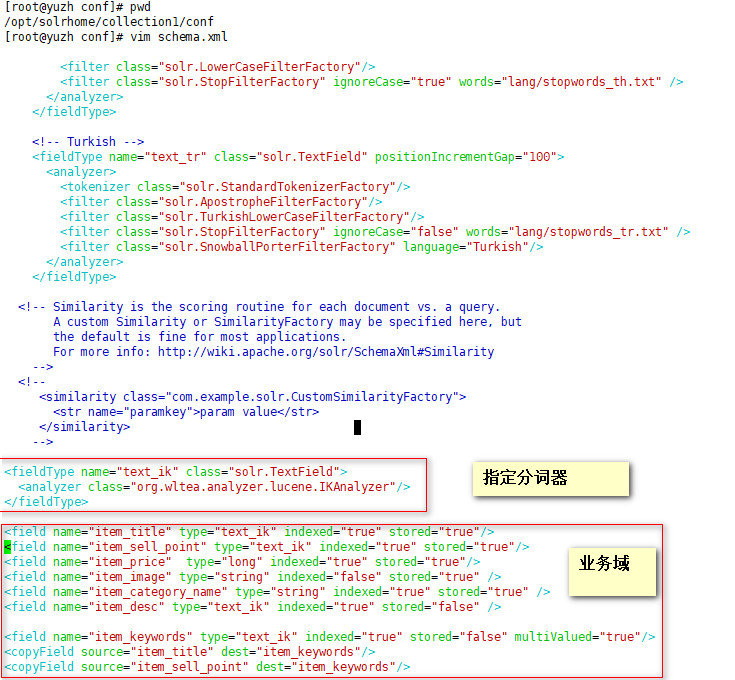 [root@yuzh conf]# pwd
/opt/solrhome/collection1/conf
[root@yuzh conf]# vim schema.xml
<filter class="solr.LowerCaseFilterFactory"/>
<filter class="solr.StopFilterFactory" ignoreCase="true" words="lang/stopwords_th.txt" />
</analyzer>
</fieldType>
<!-- Turkish -->
<fieldType name="text_tr" class="solr.TextField" positionIncrementGap="100">
<analyzer>
<tokenizer class="solr.StandardTokenizerFactory"/>
<filter class="solr.ApostropheFilterFactory"/>
<filter class="solr.TurkishLowerCaseFilterFactory"/>
<filter class="solr.StopFilterFactory" ignoreCase="false" words="lang/stopwords_tr.txt" />
<filter class="solr.SnowballPorterFilterFactory" language="Turkish"/>
</analyzer>
</fieldType>
<!-- Similarity is the scoring routine for each document vs. a query.
A custom Similarity or SimilarityFactory may be specified here, but
the default is fine for most applications.
For more info: http://wiki.apache.org/solr/SchemaXml#Similarity
-->
<!--
<similarity class="com.example.solr.CustomSimilarityFactory">
<str name="paramkey">param value</str>
</similarity>
-->
<fieldType name="text_ik" class="solr.TextField">
<analyzer class="org.wltea.analyzer.lucene.IKAnalyzer"/>
</fieldType>
指定分词器
<field name="item_title" type="text_ik" indexed="true" stored="true"/>
<field name="item_sell_point" type="text_ik" indexed="true" stored="true"/>
<field name="item_price"  type="long" indexed="true" stored="true"/>
<field name="item_image" type="string" indexed="false" stored="true" />
<field name="item_category_name" type="string" indexed="true" stored="true" />
<field name="item_desc" type="text_ik" indexed="true" stored="false" />
业务域
<field name="item_keywords" type="text_ik" indexed="true" stored="false" multiValued="true"/>
<copyField source="item_title" dest="item_keywords"/>
<copyField source="item_sell_point" dest="item_keywords"/>